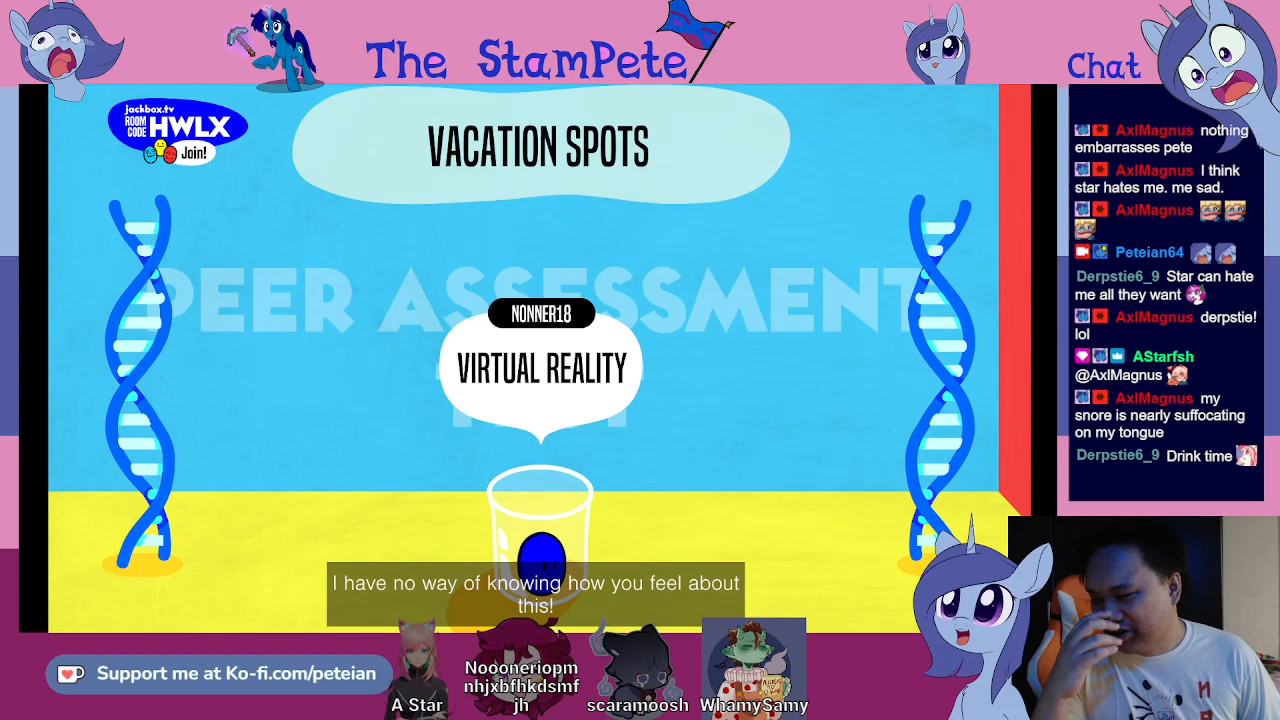 The StamPete
Chat
jackbox.tv
ROOM
CODE
HWLX
Join!
VACATION SPOTS
PEER ASSESSMENT
NONNER18
VIRTUAL REALITY
I have no way of knowing how you feel about
this!
AxlMagnus nothing
embarrasses pete
AxlMagnus I think
star hates me. me sad.
AxlMagnus
Peteian64
Derpstie6_9 Star can hate
me all they want
AxlMagnus derpstie!
lol
AStarfsh
@AxlMagnus
AxlMagnus my
snore is nearly suffocating
on my tongue
Derpstie6_9 Drink time
Support me at Ko-fi.com/peteian
A Star
Noooneriopm
nhjxbfhkdsmf
jh
scaramoosh
WhamySamy